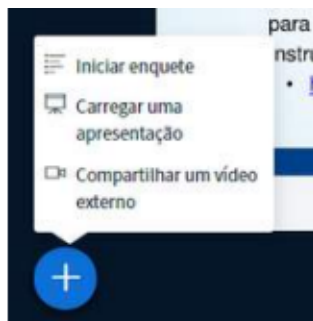 para
nstru
Iniciar enquete
Carregar uma
apresentação
Compartilhar um vídeo
externo